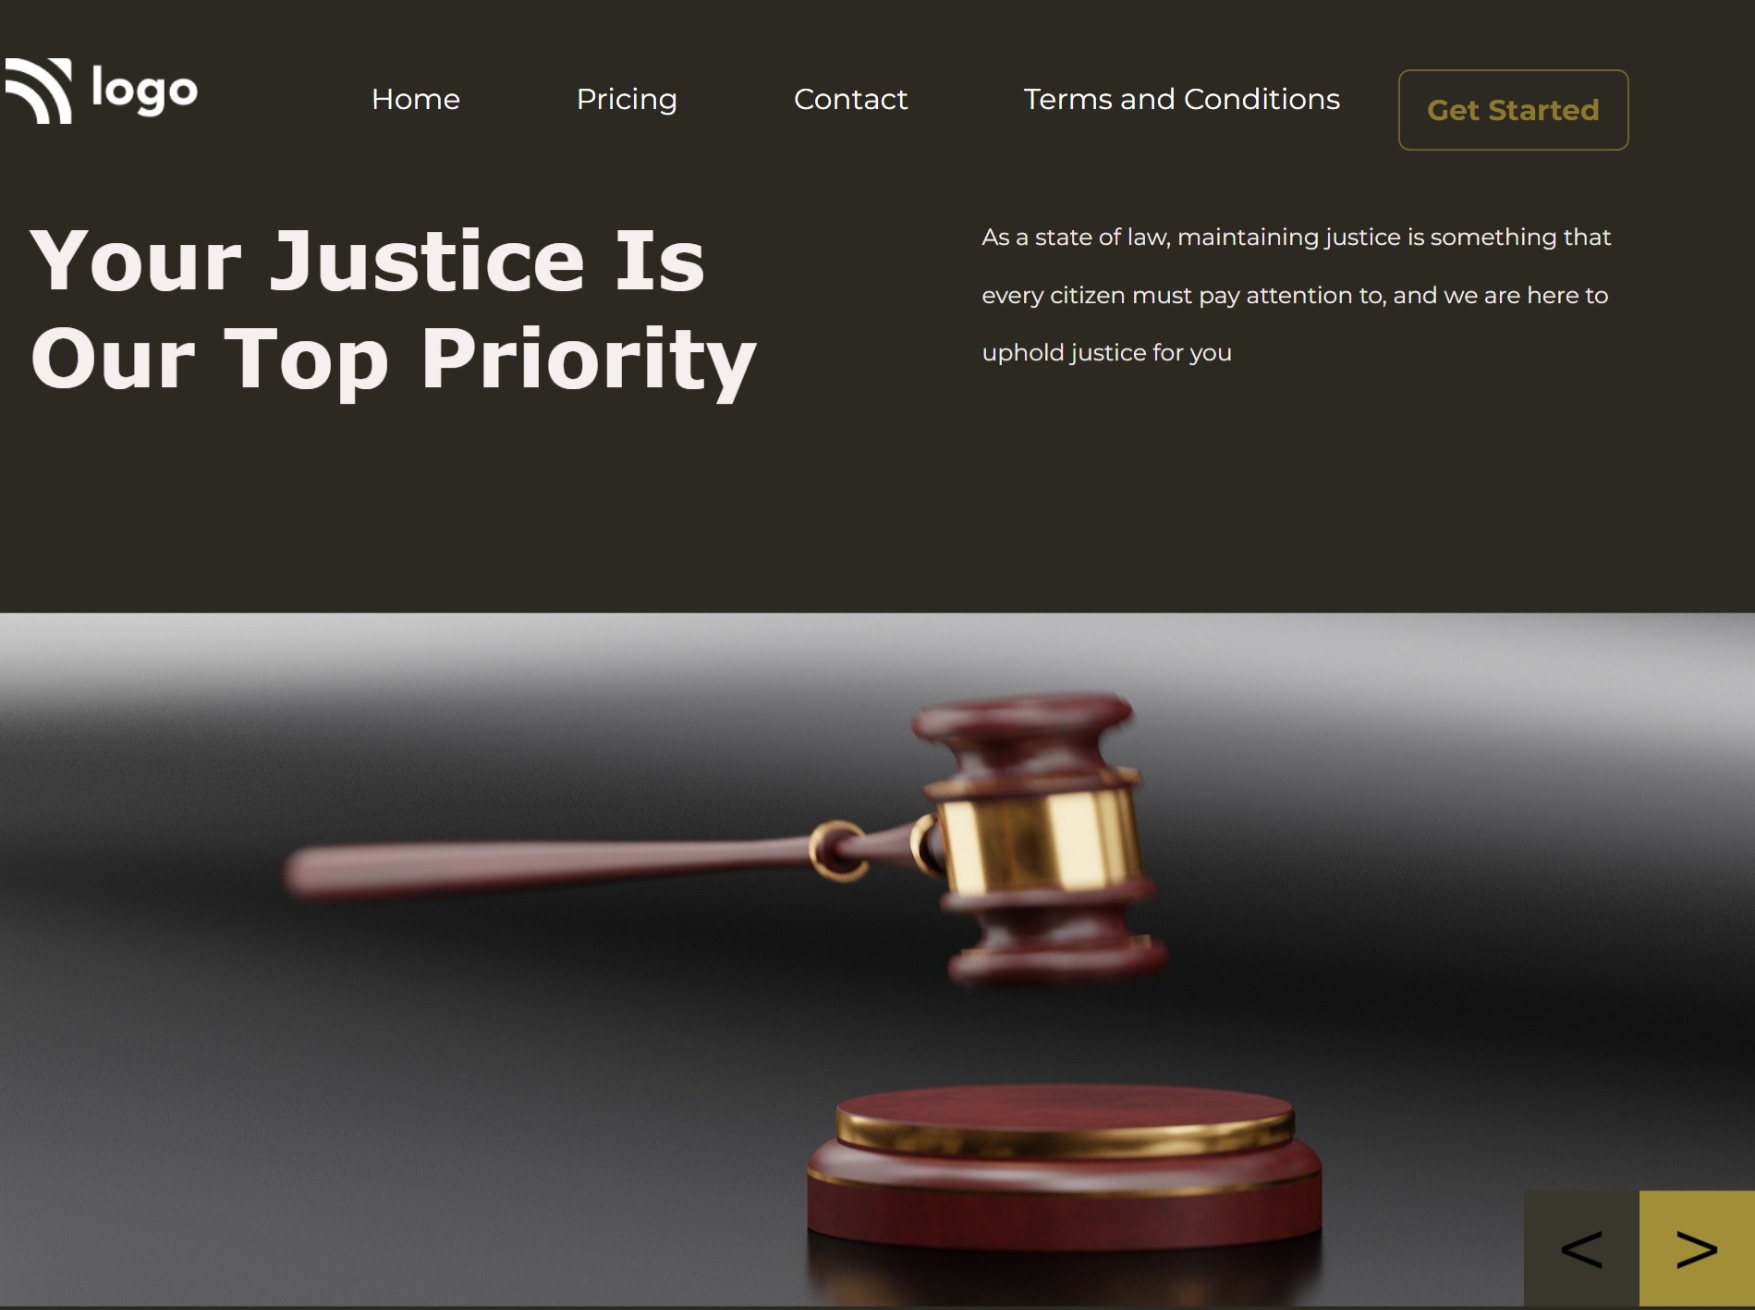 logo
Home
Pricing
Contact
Terms and Conditions
Get Started
Your Justice Is
Our Top Priority
As a state of law, maintaining justice is something that
every citizen must pay attention to, and we are here to
uphold justice for you
< >